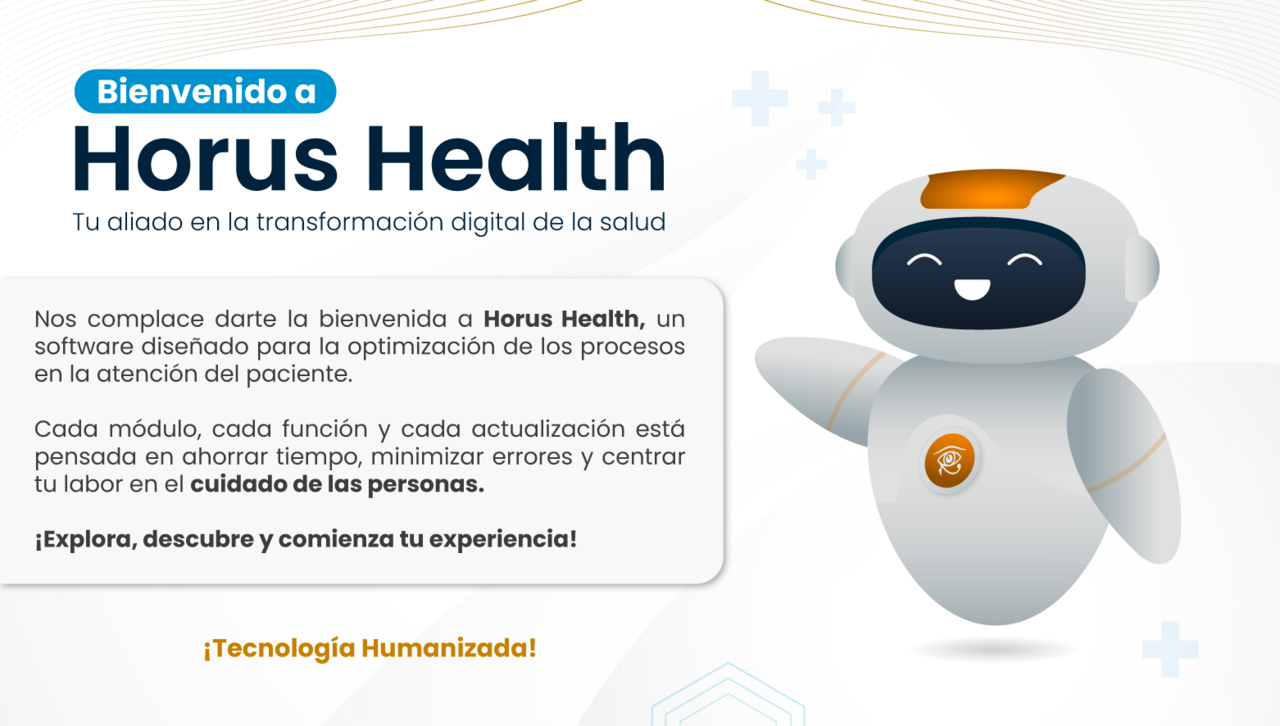 Bienvenido a
Horus Health
Tu aliado en la transformación digital de la salud
Nos complace darte la bienvenida a Horus Health, un
software diseñado para la optimización de los procesos
en la atención del paciente.
Cada módulo, cada función y cada actualización está
pensada en ahorrar tiempo, minimizar errores y centrar
tu labor en el cuidado de las personas.
¡Explora, descubre y comienza tu experiencia!
¡Tecnología Humanizada!